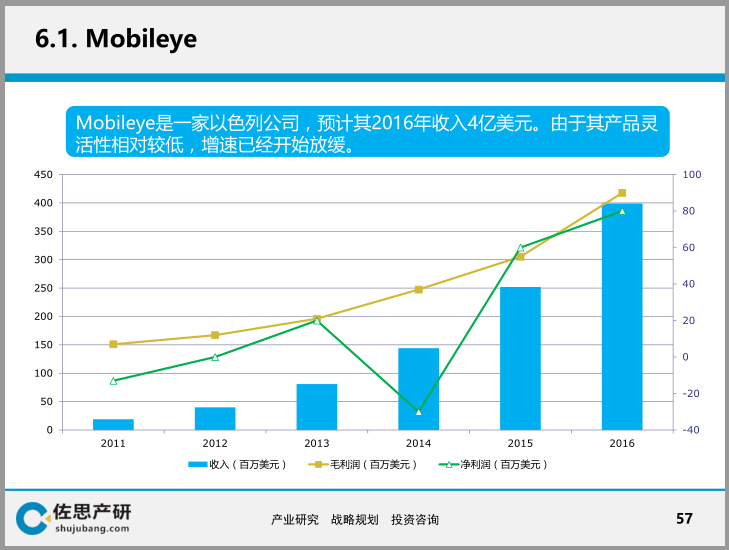 6.1. Mobileye
Mobileye是一家以色列公司，预计其2016年收入4亿美元。由于其产品灵
活性相对较低，增速已经开始放缓。
450
400
350
300
250
200
150
100
50
0
100
80
60
40
20
0
-20
-40
2011 2012 2013 2014 2015 2016
收入（百万美元） 毛利润（百万美元） 净利润（百万美元）
佐思产研
shujubang.com
产业研究 战略规划 投资咨询
57